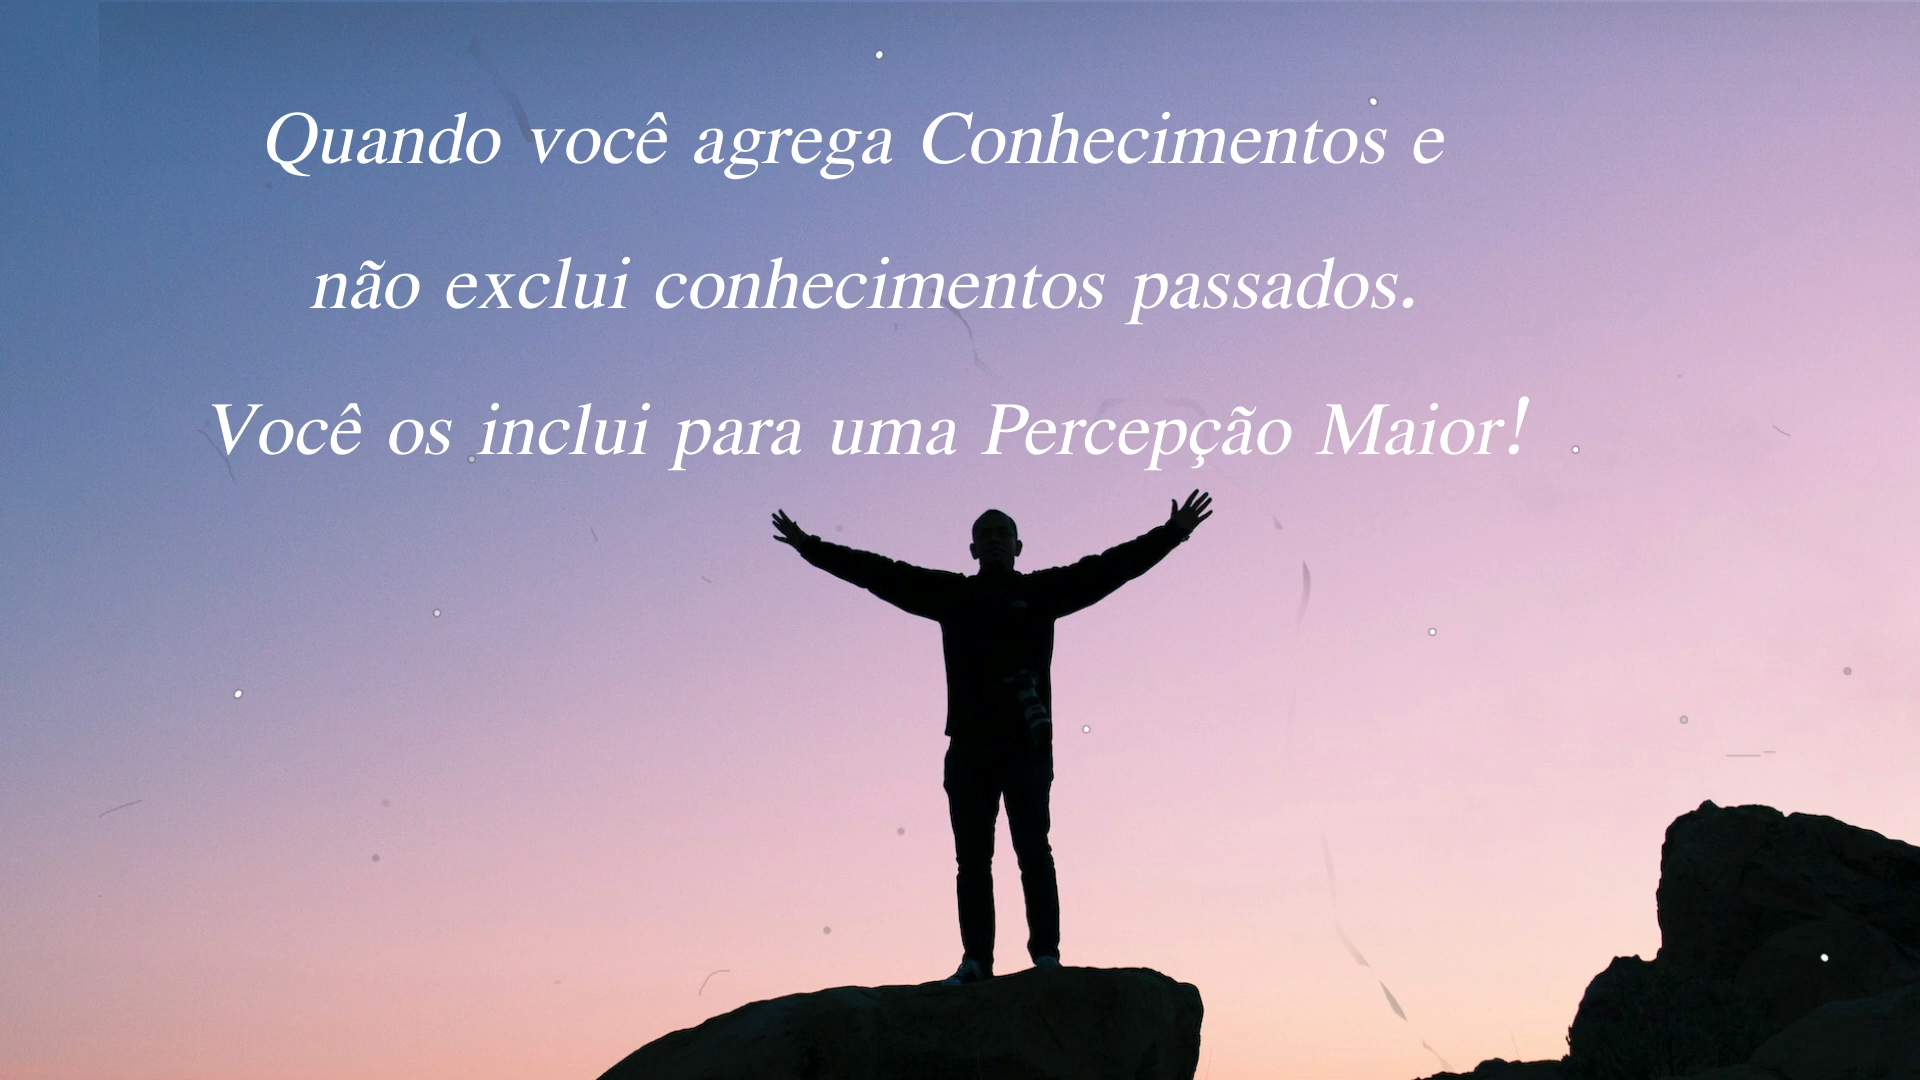 Quando você agrega Conhecimentos e
não exclui conhecimentos passados.
Você os inclui para uma Percepção Maior!